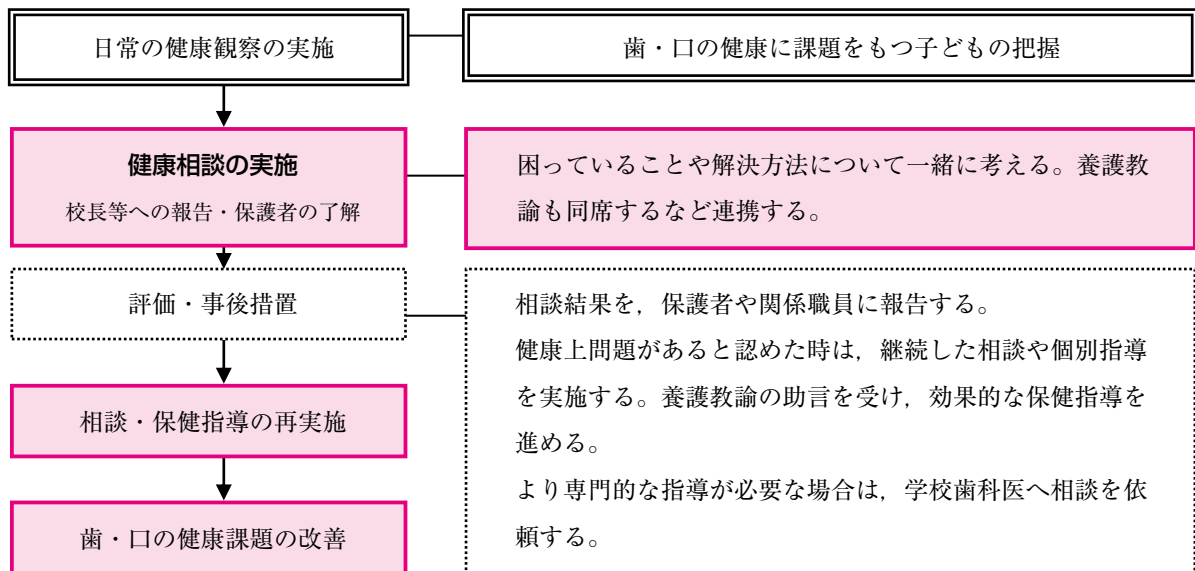 日常の健康観察の実施
歯・口の健康に課題をもつ子どもの把握
健康相談の実施
校長等への報告・保護者の了解
困っていることや解決方法について一緒に考える。養護教
諭も同席するなど連携する。
評価・事後措置
相談結果を，保護者や関係職員に報告する。
健康上問題があると認めた時は，継続した相談や個別指導
を実施する。養護教諭の助言を受け，効果的な保健指導を
進める。
より専門的な指導が必要な場合は，学校歯科医へ相談を依
頼する。
相談・保健指導の再実施
歯・口の健康課題の改善